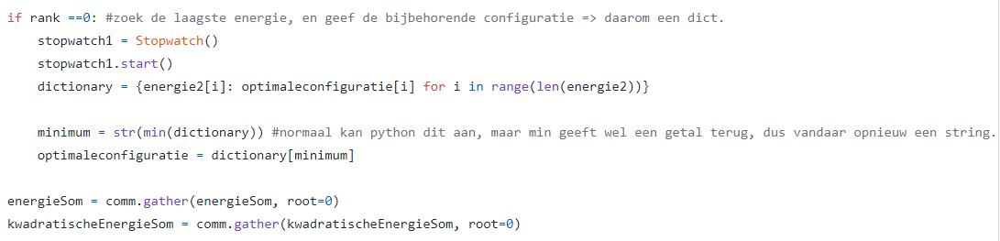 if rank ==0: #zoek de laagste energie, en geef de bijbehorende configuratie => daarom een dict.
    stopwatch1 = Stopwatch()
    stopwatch1.start()
    dictionary = {energie2[i]: optimaleconfiguratie[i] for i in range(len(energie2))}

    minimum = str(min(dictionary)) #normaal kan python dit aan, maar min geeft wel een getal terug, dus vandaar opnieuw een string.
    optimaleconfiguratie = dictionary[minimum]

energieSom = comm.gather(energieSom, root=0)
kwadratischeEnergieSom = comm.gather(kwadratischeEnergieSom, root=0)